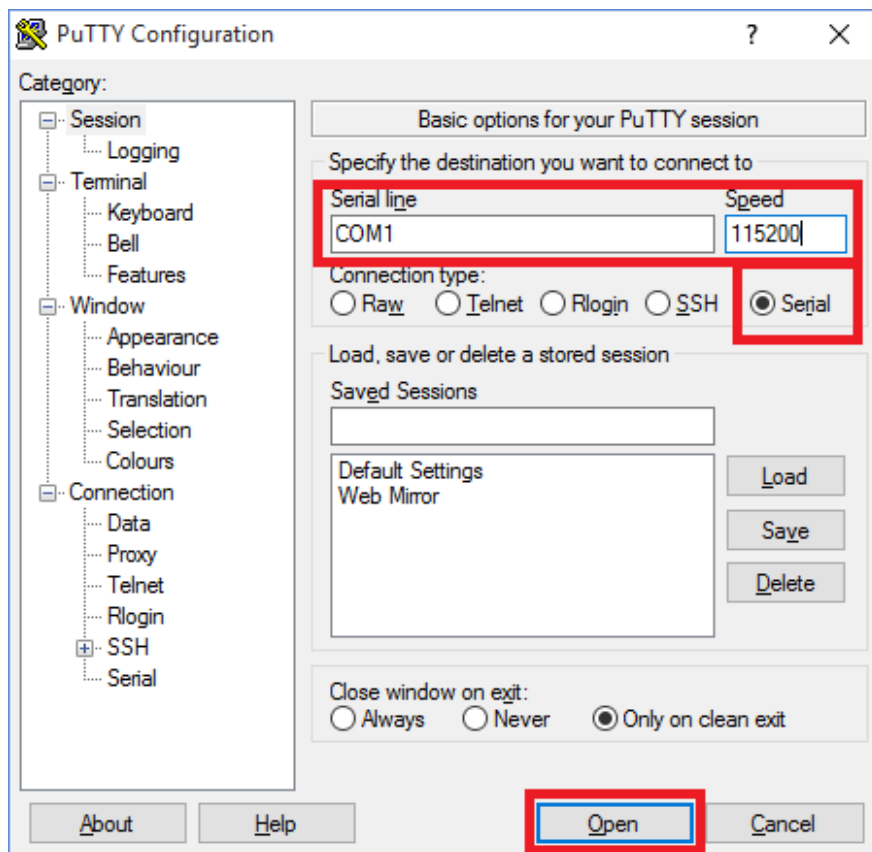 PuTTY Configuration
?
Category:
Session
Logging
Terminal
Keyboard
Bell
Features
Window
Appearance
Behaviour
Translation
Selection
Colours
Connection
Data
Proxy
Telnet
Rlogin
SSH
Serial
Basic options for your PuTTY session
Specify the destination you want to connect to
Serial line Speed
COM1 115200
Connection type:
Raw Telnet Rlogin SSH Serial
Load, save or delete a stored session
Saved Sessions
Default Settings
Web Mirror
Load
Save
Delete
Close window on exit:
Always Never Only on clean exit
About Help Open Cancel